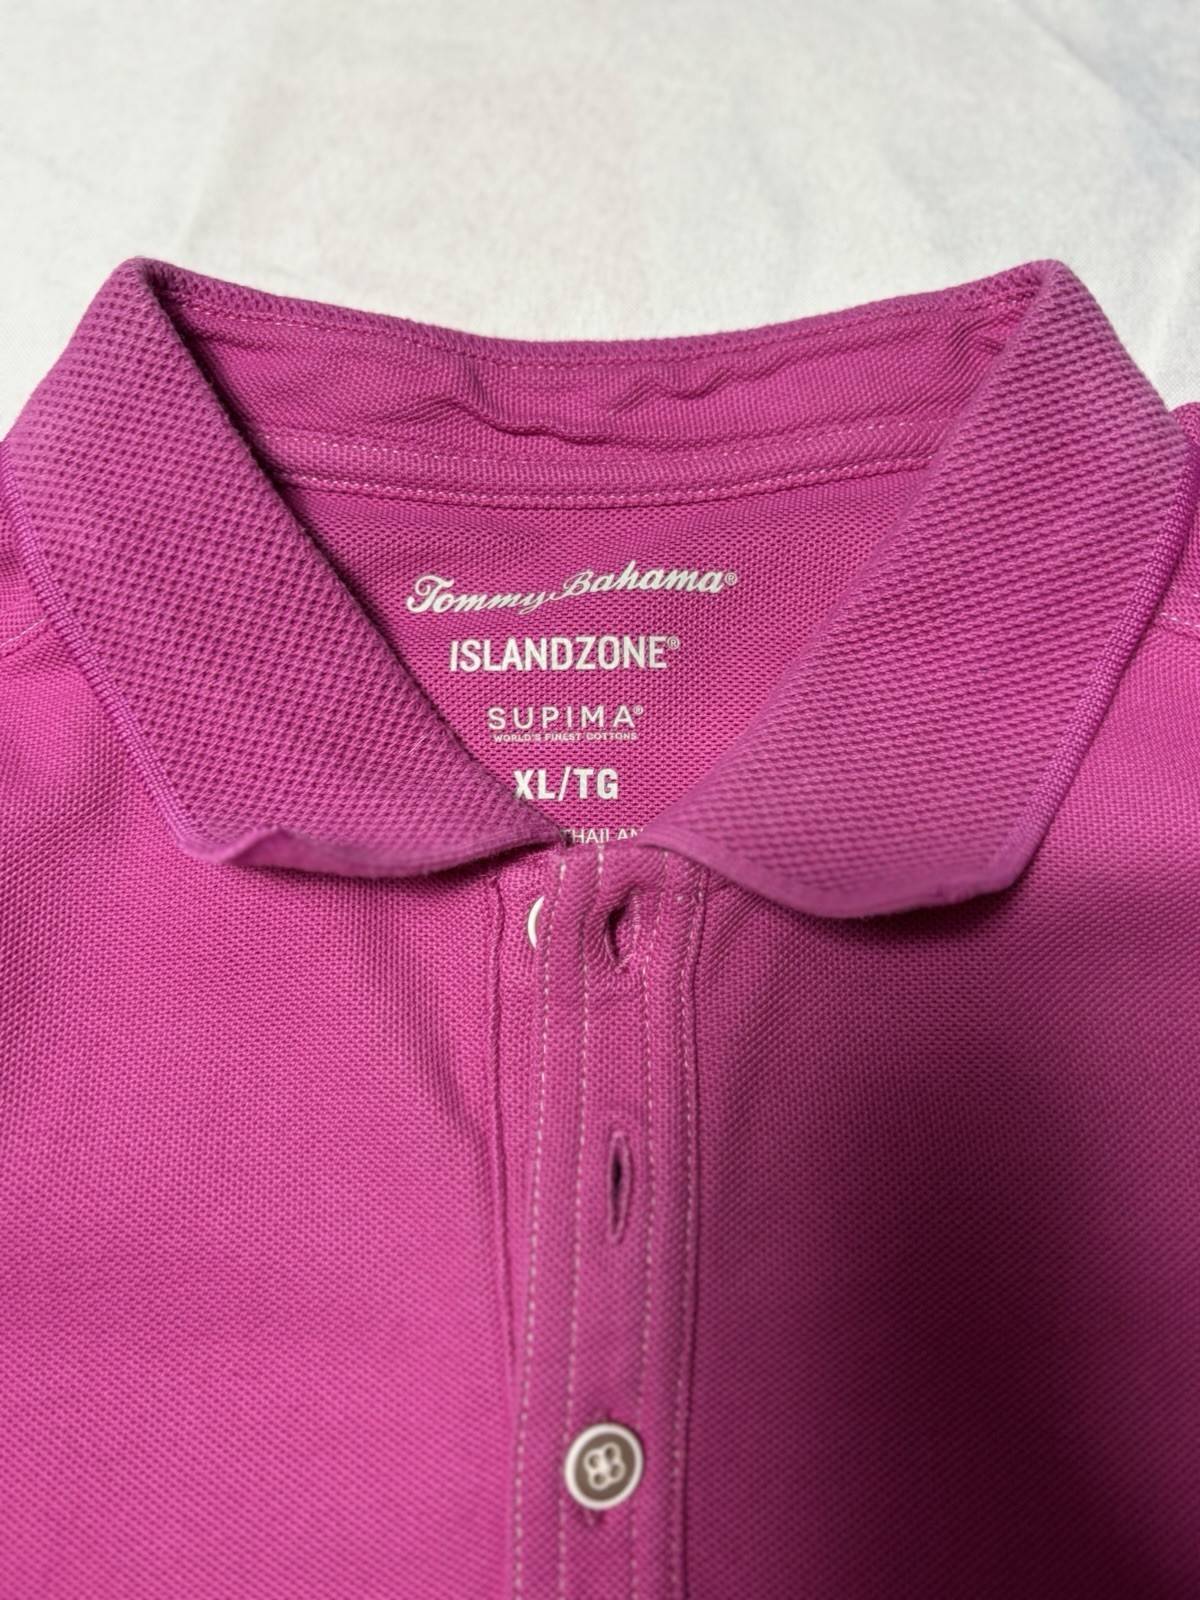 Tommy Bahama®
ISLANDZONE®
SUPIMA®
WORLD'S FINEST COTTONS
XL/TG